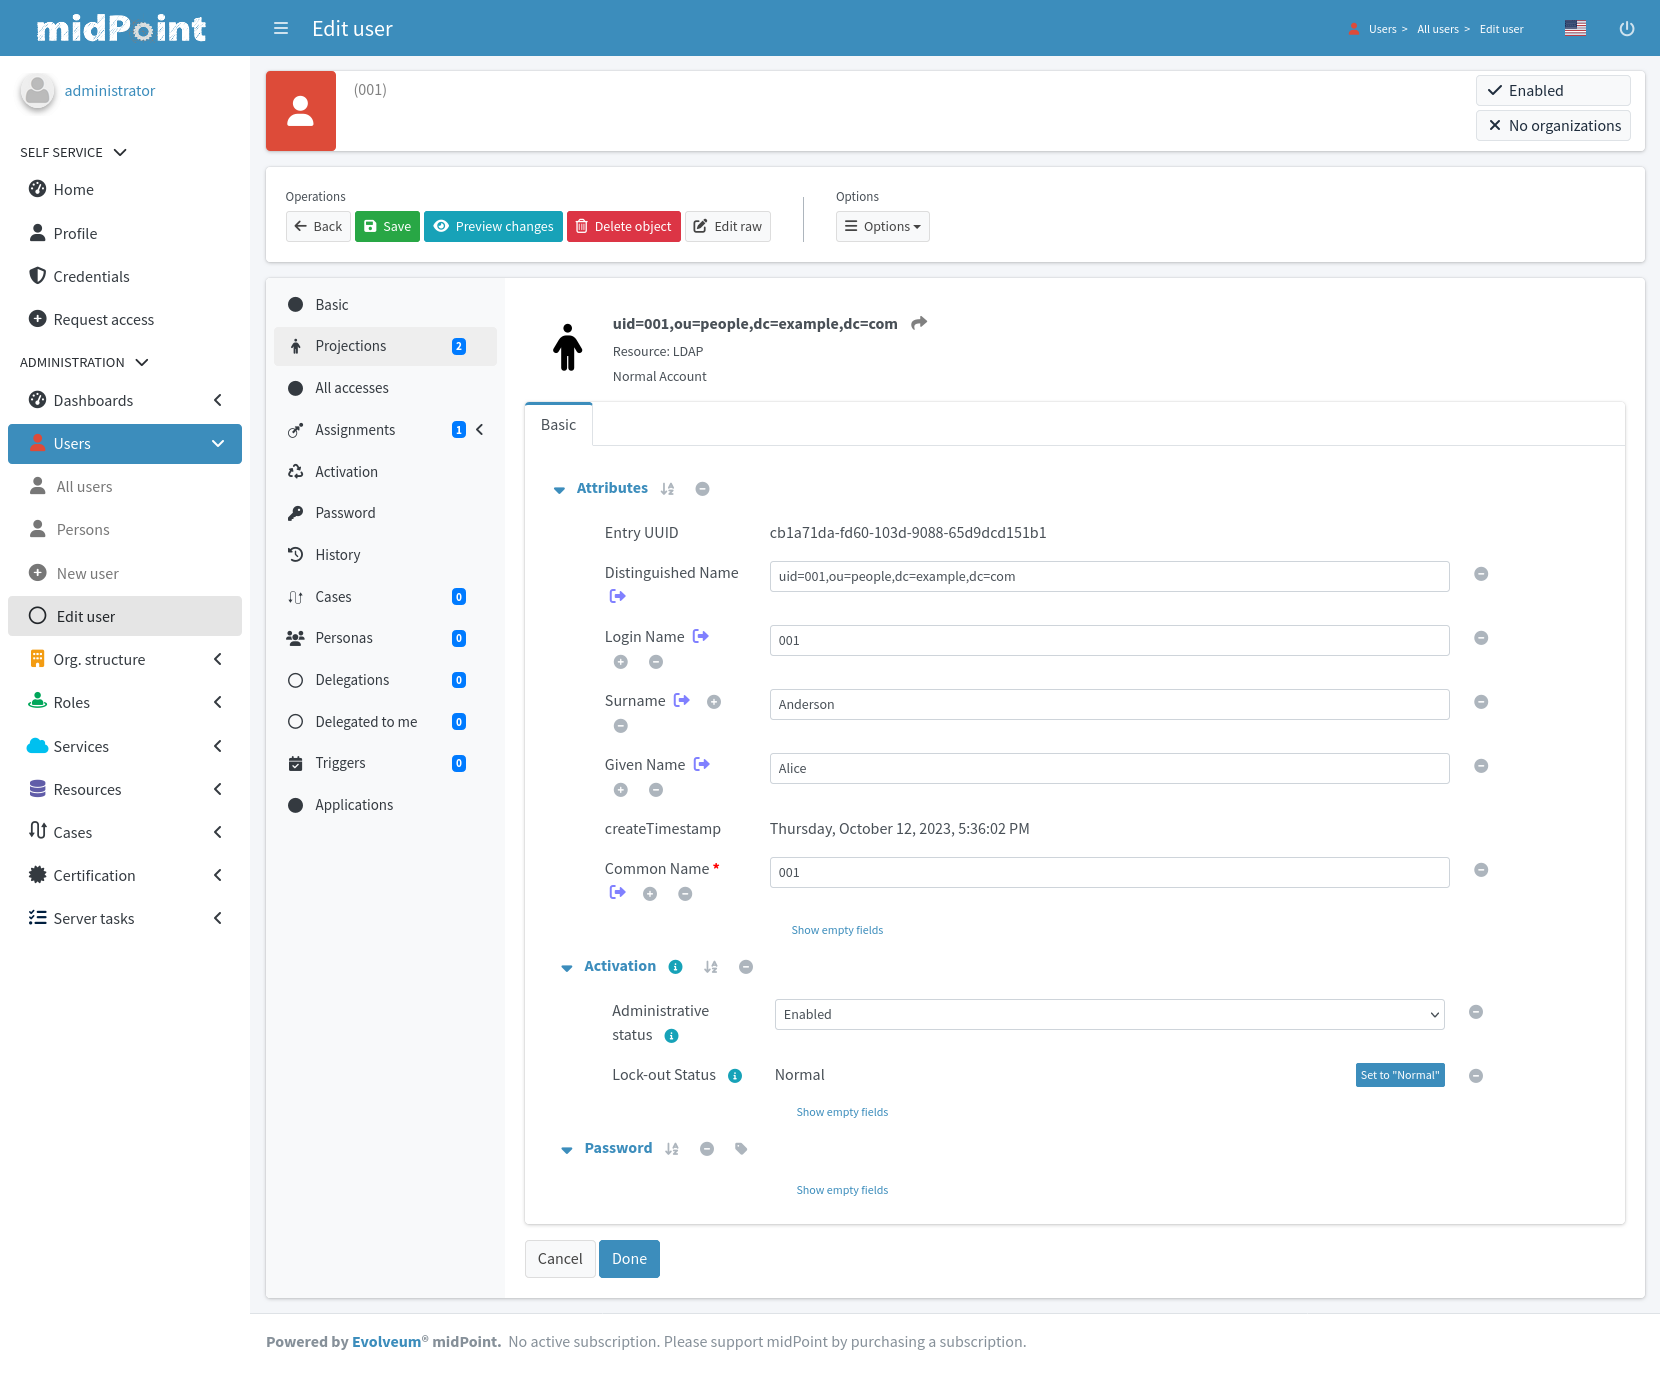 midPoint
Edit user
Users > All users > Edit user
administrator
SELF SERVICE
Home
Profile
Credentials
Request access
ADMINISTRATION
Dashboards
Users
All users
Persons
New user
Edit user
Org. structure
Roles
Services
Resources
Cases
Certification
Server tasks
(001)
Enabled
No organizations
Operations
Back
Save
Preview changes
Delete object
Edit raw
Options
Options
Basic
Projections 2
All accesses
Assignments 1
Activation
Password
History
Cases 0
Personas 0
Delegations 0
Delegated to me 0
Triggers 0
Applications
uid=001,ou=people,dc=example,dc=com
Resource: LDAP
Normal Account
Basic
Attributes
Entry UUID cb1a71da-fd60-103d-9088-65d9dcd151b1
Distinguished Name uid=001,ou=people,dc=example,dc=com
Login Name 001
Surname Anderson
Given Name Alice
createTimestamp Thursday, October 12, 2023, 5:36:02 PM
Common Name * 001
Show empty fields
Activation
Administrative
status Enabled
Lock-out Status Normal Set to "Normal"
Show empty fields
Password
Show empty fields
Cancel
Done
Powered by Evolveum® midPoint. No active subscription. Please support midPoint by purchasing a subscription.